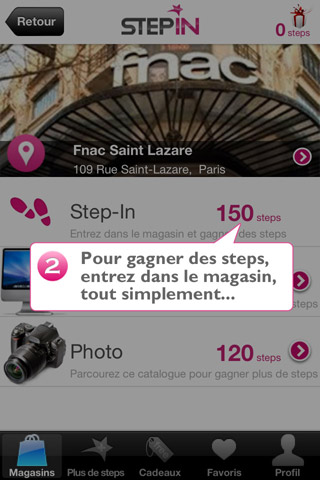 Retour
STEPIN
0
steps
fnac
Fnac Saint Lazare
109 Rue Saint-Lazare, Paris
Step-In
150 steps
Entrez dans le magasin et gagner des steps
2
Pour gagner des steps,
entrez dans le magasin,
tout simplement...
steps
Photo
120 steps
Parcourez ce catalogue pour gagner plus de steps
Magasins
Plus de steps
Cadeaux
Favoris
Profil